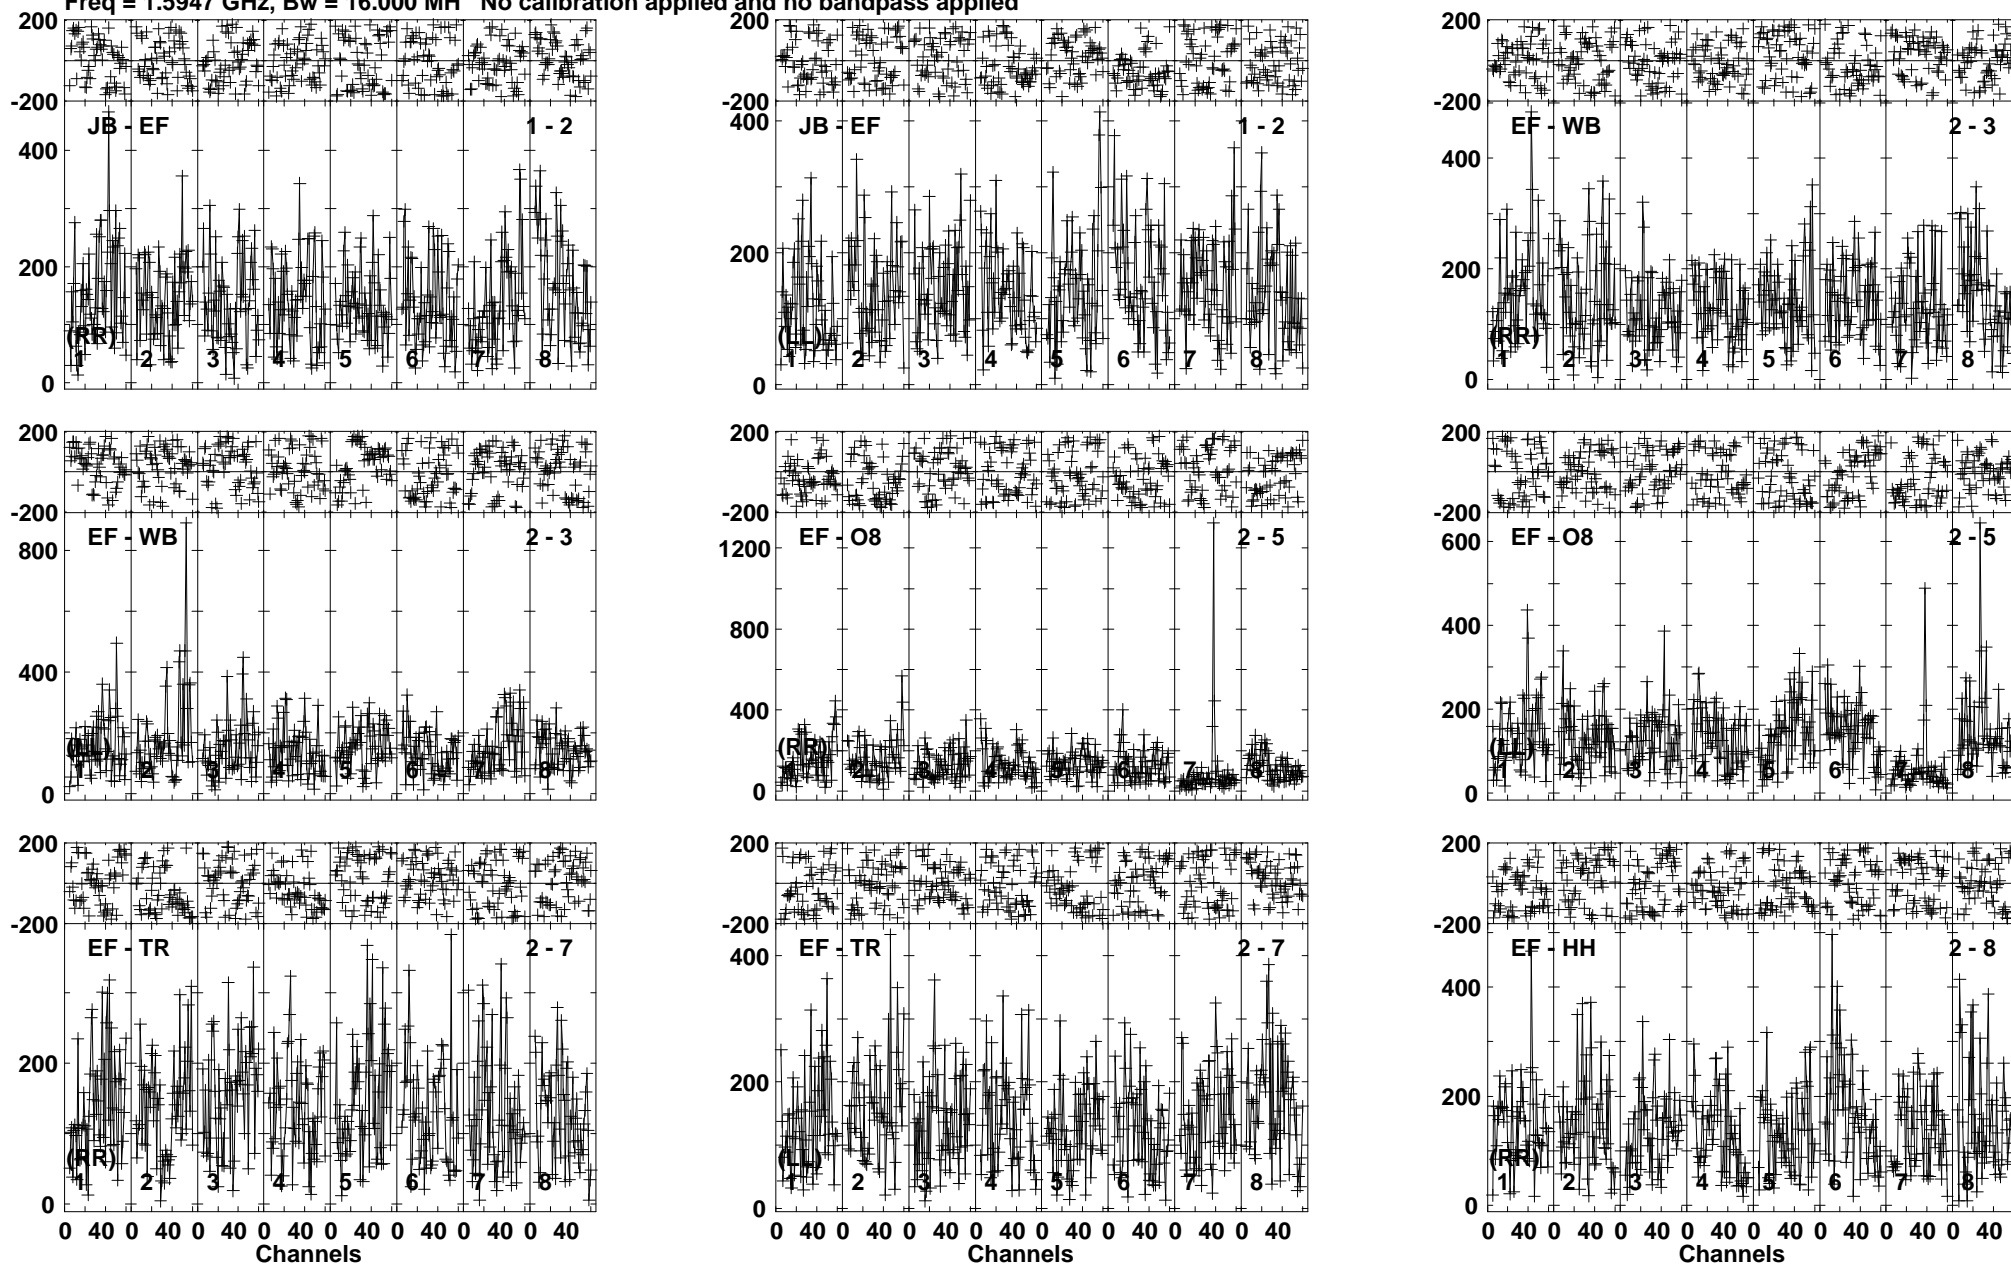 Freq = 1.5947 GHz, Bw = 16.000 MH No calibration applied and no bandpass applied
200 200 200
-200 -200 -200
JB - EF 1 - 2 JB - EF 1 - 2 EF - WB 2 - 3
400 400 400
200 200 200
(RR) (LL) (RR)
1 2 3 4 5 6 7 8 1 2 3 4 5 6 7 8 1 2 3 4 5 6 7 8
0 0 0
200 200 200
-200 -200 -200
EF - WB 2 - 3 EF - O8 2 - 5 EF - O8 2 - 5
800 1200 600
800
400 400 400
200
(LL) (RR) (LL)
1 2 3 4 5 6 7 8 1 2 3 4 5 6 7 8 1 2 3 4 5 6 7 8
0 0 0
200 200 200
-200 -200 -200
EF - TR 2 - 7 EF - TR 2 - 7 EF - HH 2 - 8
400 400
200 200 200
(RR) (LL) (RR)
1 2 3 4 5 6 7 8 1 2 3 4 5 6 7 8 1 2 3 4 5 6 7 8
0 0 0
0 40 0 40 0 40 0 40 0 40 0 40 0 40 0 40 0 40 0 40 0 40 0 40 0 40 0 40 0 40 0 40 0 40 0 40 0 40 0 40 0 40 0 40 0 40 0 40
Channels Channels Channels